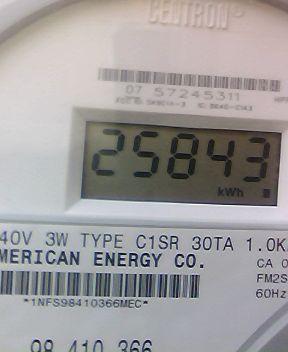 CENTRON®
07 57245311
25843
kWh
40V 3W TYPE C1SR 30TA 1.0K
MERICAN ENERGY CO.
CA 0
FM2S
60Hz
*1NFS98410366MEC*
98 410 366